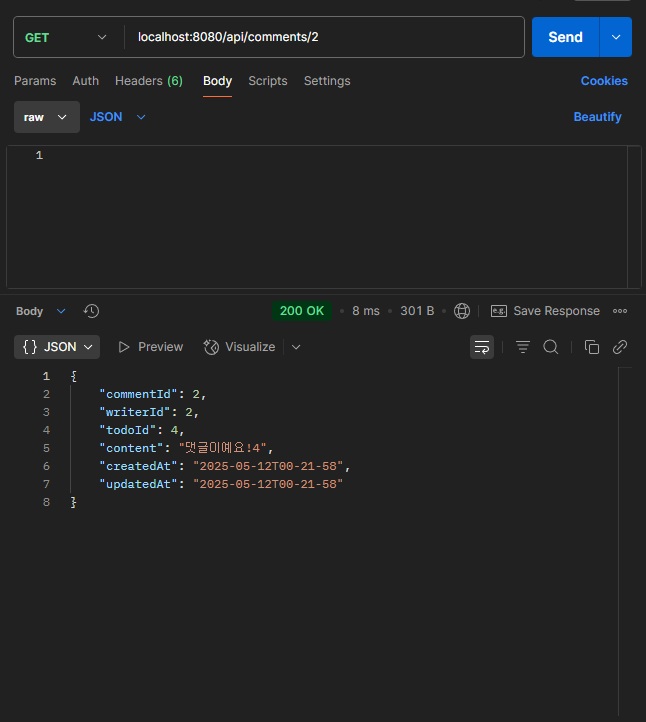 GET localhost:8080/api/comments/2 Send
Params Auth Headers (6) Body Scripts Settings Cookies
raw JSON Beautify
1
Body 200 OK • 8 ms • 301 B e.g. Save Response
{} JSON Preview Visualize
1 {
2 "commentId": 2,
3 "writerId": 2,
4 "todoId": 4,
5 "content": "댓글이예요!4",
6 "createdAt": "2025-05-12T00-21-58",
7 "updatedAt": "2025-05-12T00-21-58"
8 }